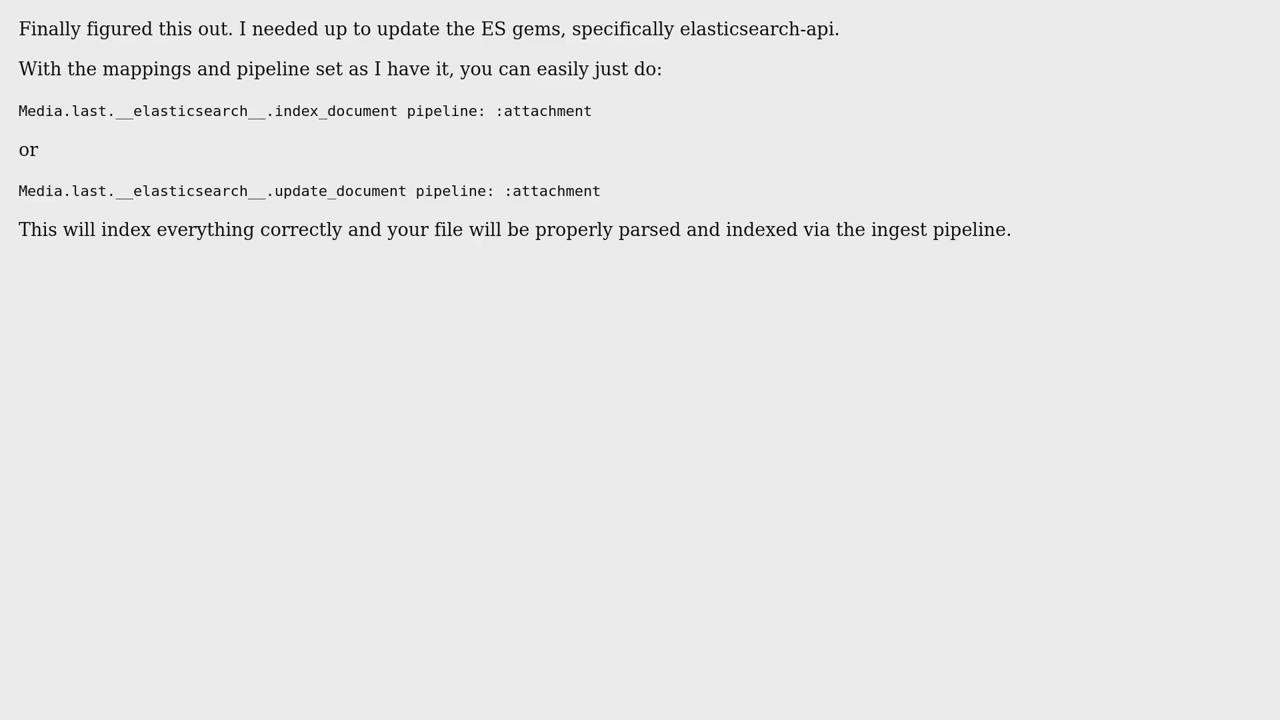 Finally figured this out. I needed up to update the ES gems, specifically elasticsearch-api.
With the mappings and pipeline set as I have it, you can easily just do:
Media.last.__elasticsearch__.index_document pipeline: :attachment
or
Media.last.__elasticsearch__.update_document pipeline: :attachment
This will index everything correctly and your file will be properly parsed and indexed via the ingest pipeline.